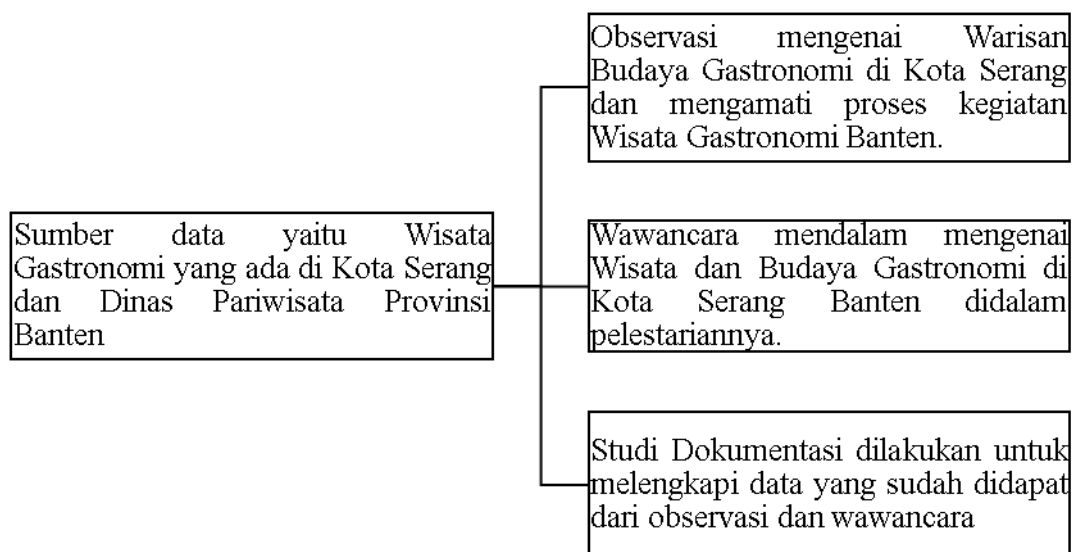 Observasi mengenai Warisan
Budaya Gastronomi di Kota Serang
dan mengamati proses kegiatan
Wisata Gastronomi Banten.
Sumber data yaitu Wisata
Gastronomi yang ada di Kota Serang
dan Dinas Pariwisata Provinsi
Banten
Wawancara mendalam mengenai
Wisata dan Budaya Gastronomi di
Kota Serang Banten didalam
pelestariannya.
Studi Dokumentasi dilakukan untuk
melengkapi data yang sudah didapat
dari observasi dan wawancara